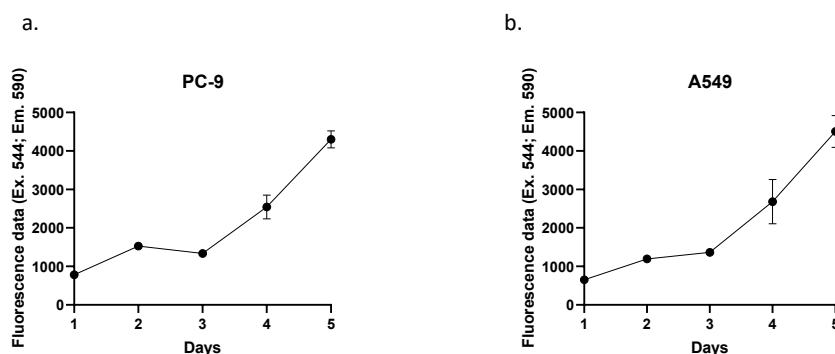 a.
PC-9
Fluorescence data (Ex. 544; Em. 590)
5000
4000
3000
2000
1000
0
1 2 3 4 5
Days
b.
A549
Fluorescence data (Ex. 544; Em. 590)
5000
4000
3000
2000
1000
0
1 2 3 4 5
Days